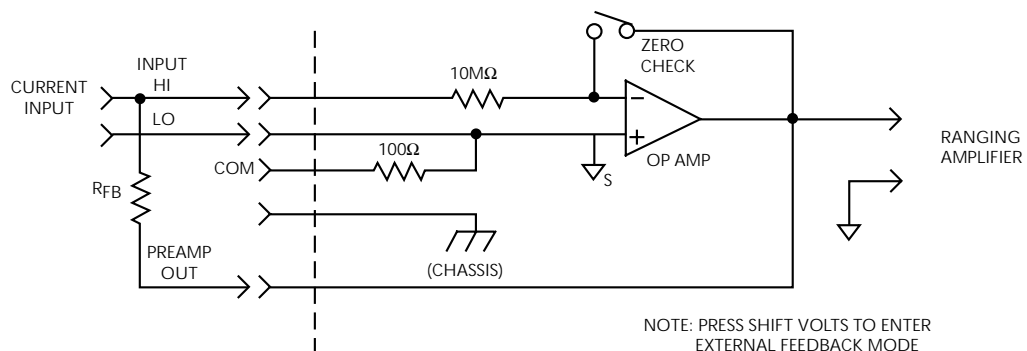 ZERO
CHECK
INPUT
HI
CURRENT
INPUT
10MΩ
−
LO
+
OP AMP
RANGING
AMPLIFIER
100Ω
COM
S
RFB
PREAMP
OUT
(CHASSIS)
NOTE: PRESS SHIFT VOLTS TO ENTER
EXTERNAL FEEDBACK MODE